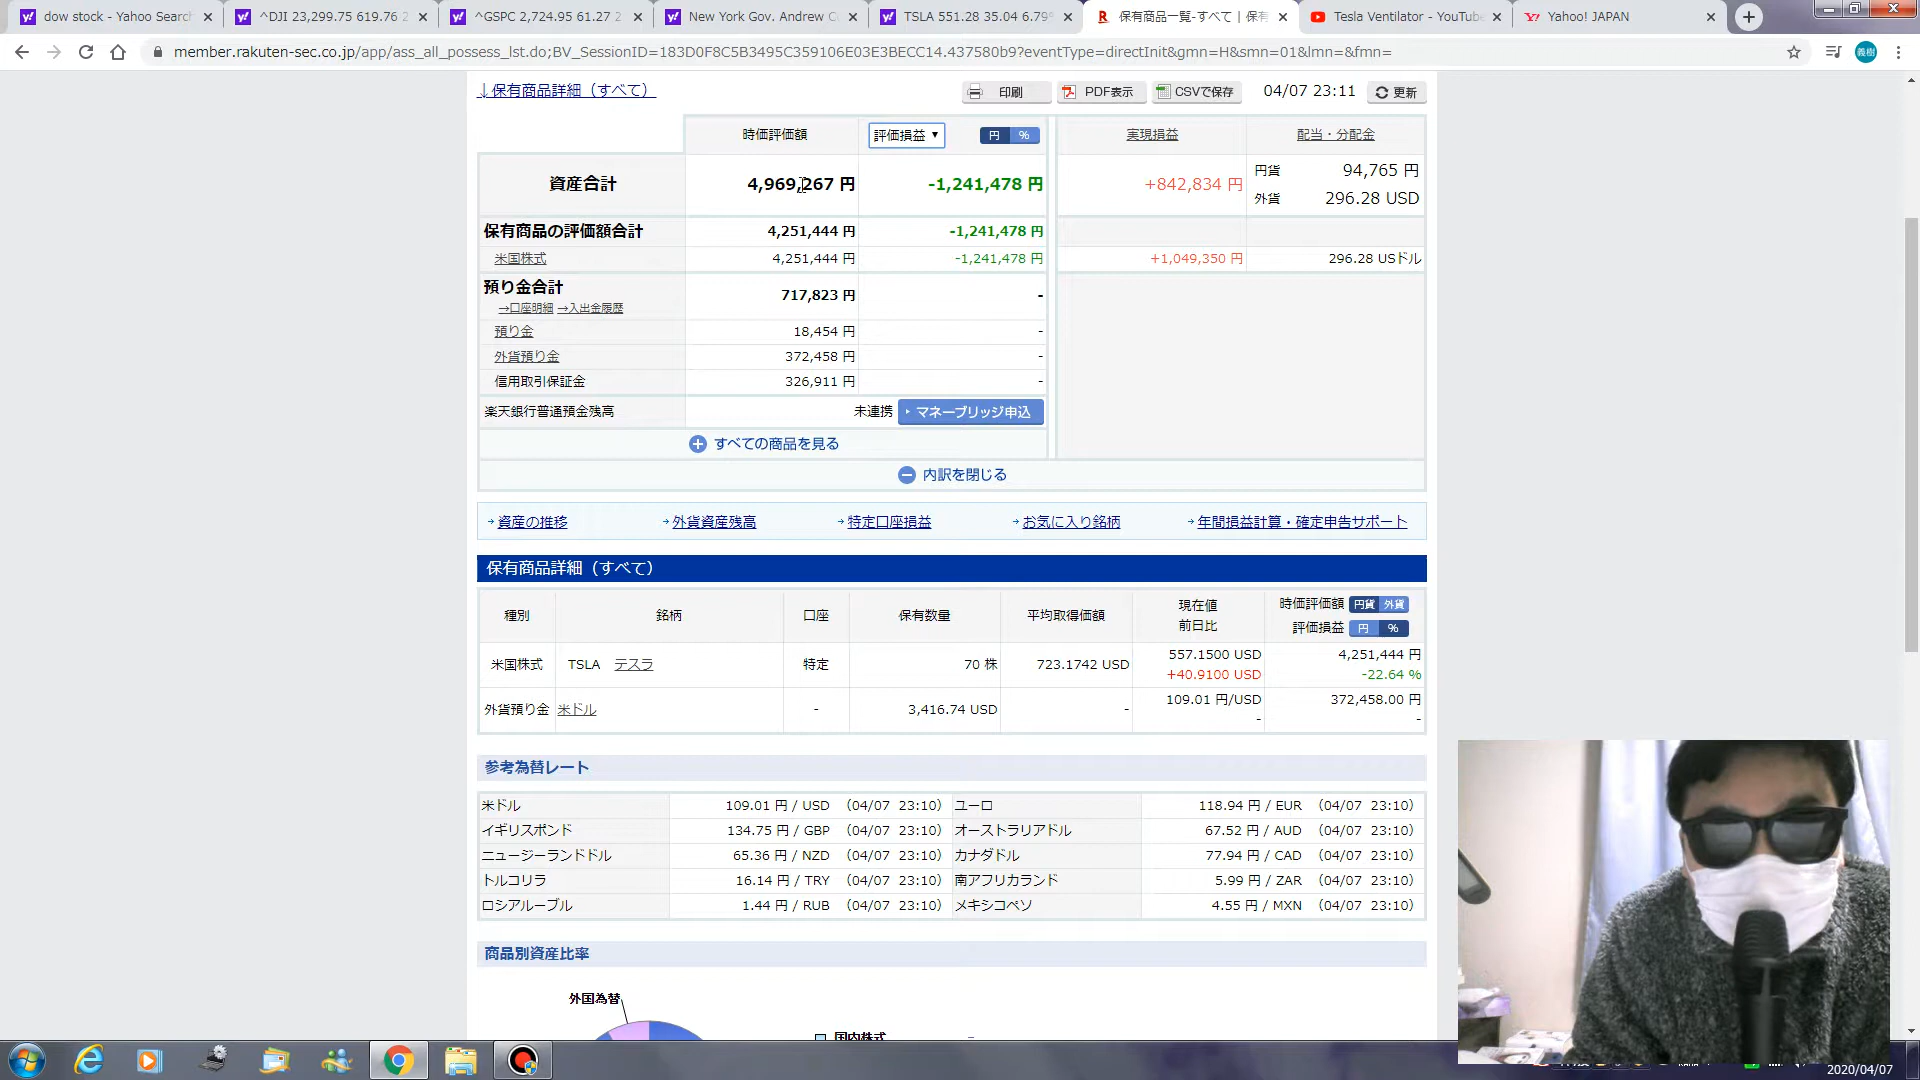 dow stock - Yahoo Search
^DJI 23,299.75 619.76 2
^GSPC 2,724.95 61.27 2
New York Gov. Andrew C
TSLA 551.28 35.04 6.79%
保有商品一覧-すべて | 保有
Tesla Ventilator - YouTube
Yahoo! JAPAN
member.rakuten-sec.co.jp/app/ass_all_possess_lst.do;BV_SessionID=183D0F8C5B3495C359106E03E3BECC14.437580b9?eventType=directInit&gmn=H&smn=01&lmn=&fmn=
義樹
↓保有商品詳細（すべて）
印刷 PDF表示 CSVで保存 04/07 23:11 更新
時価評価額 評価損益 ▼ 円 % 実現損益 配当・分配金
資産合計 4,969,267 円 -1,241,478 円 +842,834 円
円貨 94,765 円
外貨 296.28 USD
保有商品の評価額合計 4,251,444 円 -1,241,478 円
米国株式 4,251,444 円 -1,241,478 円 +1,049,350 円 296.28 USドル
預り金合計 717,823 円 -
→口座明細 →入出金履歴
預り金 18,454 円 -
外貨預り金 372,458 円 -
信用取引保証金 326,911 円 -
楽天銀行普通預金残高 未連携 マネーブリッジ申込
すべての商品を見る
内訳を閉じる
資産の推移 外貨資産残高 特定口座損益 お気に入り銘柄 年間損益計算・確定申告サポート
保有商品詳細（すべて）
種別 銘柄 口座 保有数量 平均取得価額
現在値
前日比
時価評価額 円貨 外貨
評価損益 円 %
米国株式 TSLA テスラ 特定 70 株 723.1742 USD
557.1500 USD
+40.9100 USD
4,251,444 円
-22.64 %
外貨預り金 米ドル - 3,416.74 USD -
109.01 円/USD
-
372,458.00 円
-
参考為替レート
米ドル 109.01 円 / USD （04/07 23:10） ユーロ 118.94 円 / EUR （04/07 23:10）
イギリスポンド 134.75 円 / GBP （04/07 23:10） オーストラリアドル 67.52 円 / AUD （04/07 23:10）
ニュージーランドドル 65.36 円 / NZD （04/07 23:10） カナダドル 77.94 円 / CAD （04/07 23:10）
トルコリラ 16.14 円 / TRY （04/07 23:10） 南アフリカランド 5.99 円 / ZAR （04/07 23:10）
ロシアルーブル 1.44 円 / RUB （04/07 23:10） メキシコペソ 4.55 円 / MXN （04/07 23:10）
商品別資産比率
外国為替
国内株式 -
2020/04/07